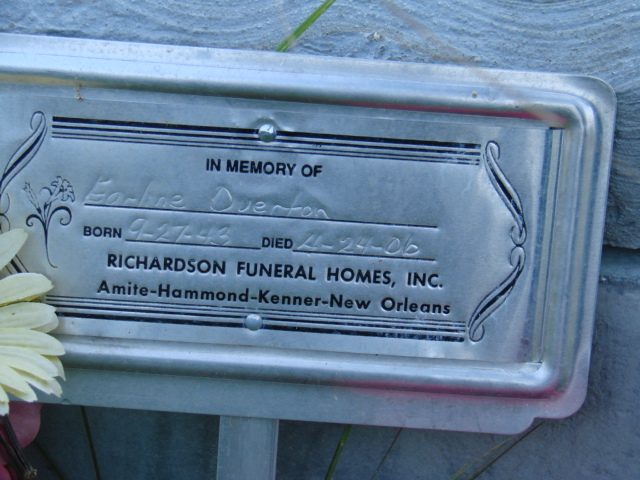 IN MEMORY OF
Earline Overton
BORN 9-27-43 DIED 4-24-06
RICHARDSON FUNERAL HOMES, INC.
Amite-Hammond-Kenner-New Orleans